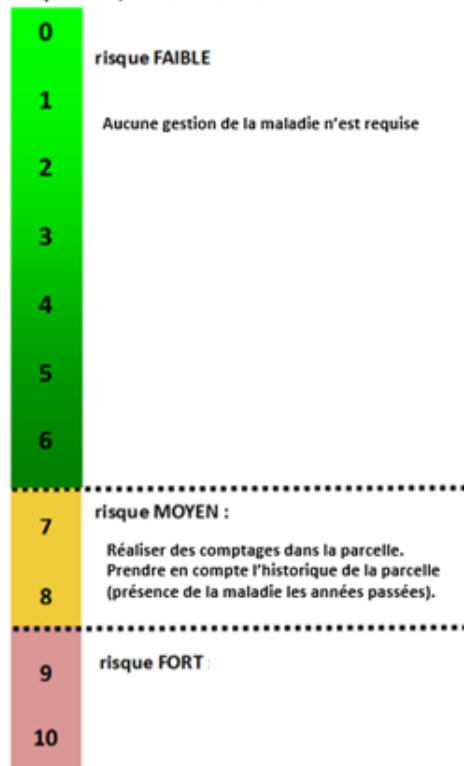 0
risque FAIBLE
1
Aucune gestion de la maladie n'est requise
2
3
4
5
6
risque MOYEN :
7
Réaliser des comptages dans la parcelle.
Prendre en compte l'historique de la parcelle
(présence de la maladie les années passées).
8
risque FORT :
9
10